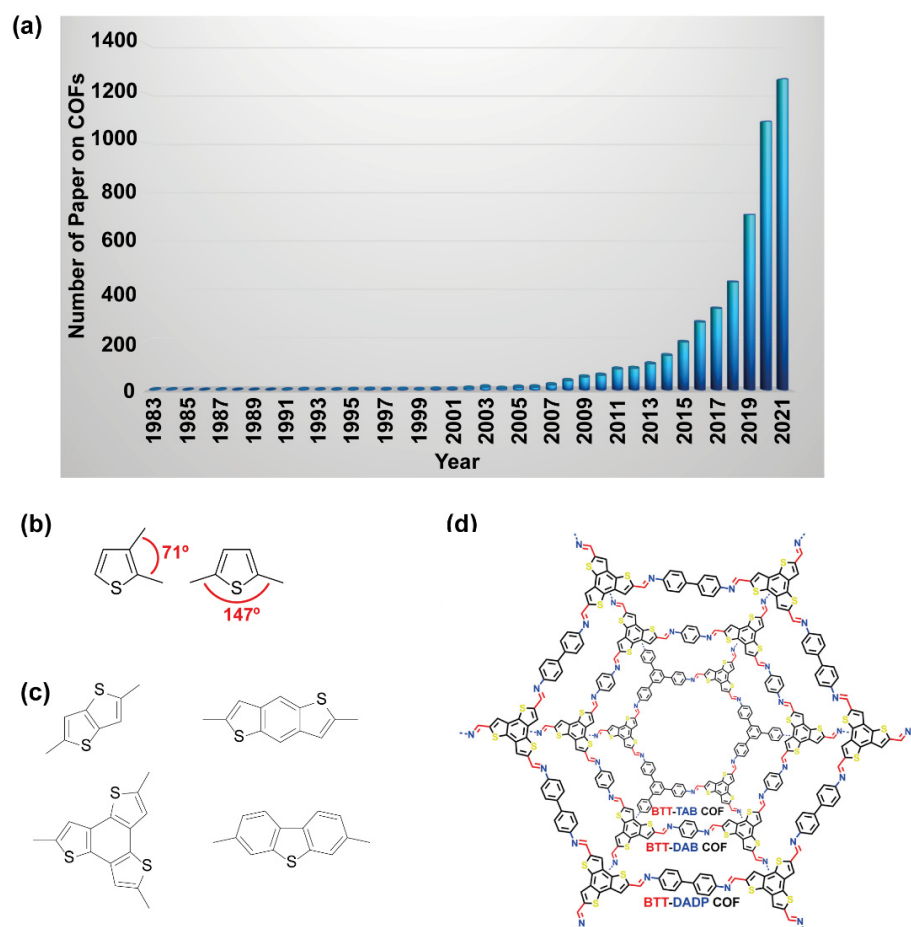 (a)
Number of Paper on COFs
1400
1200
1000
800
600
400
200
0
1983
1985
1987
1989
1991
1993
1995
1997
1999
2001
2003
2005
2007
2009
2011
2013
2015
2017
2019
2021
Year
(b)
71º
S
S
147º
(c)
S
S
S
S
S
S
S
S
(d)
BTT-TAB COF
BTT-DAB COF
BTT-DADP COF